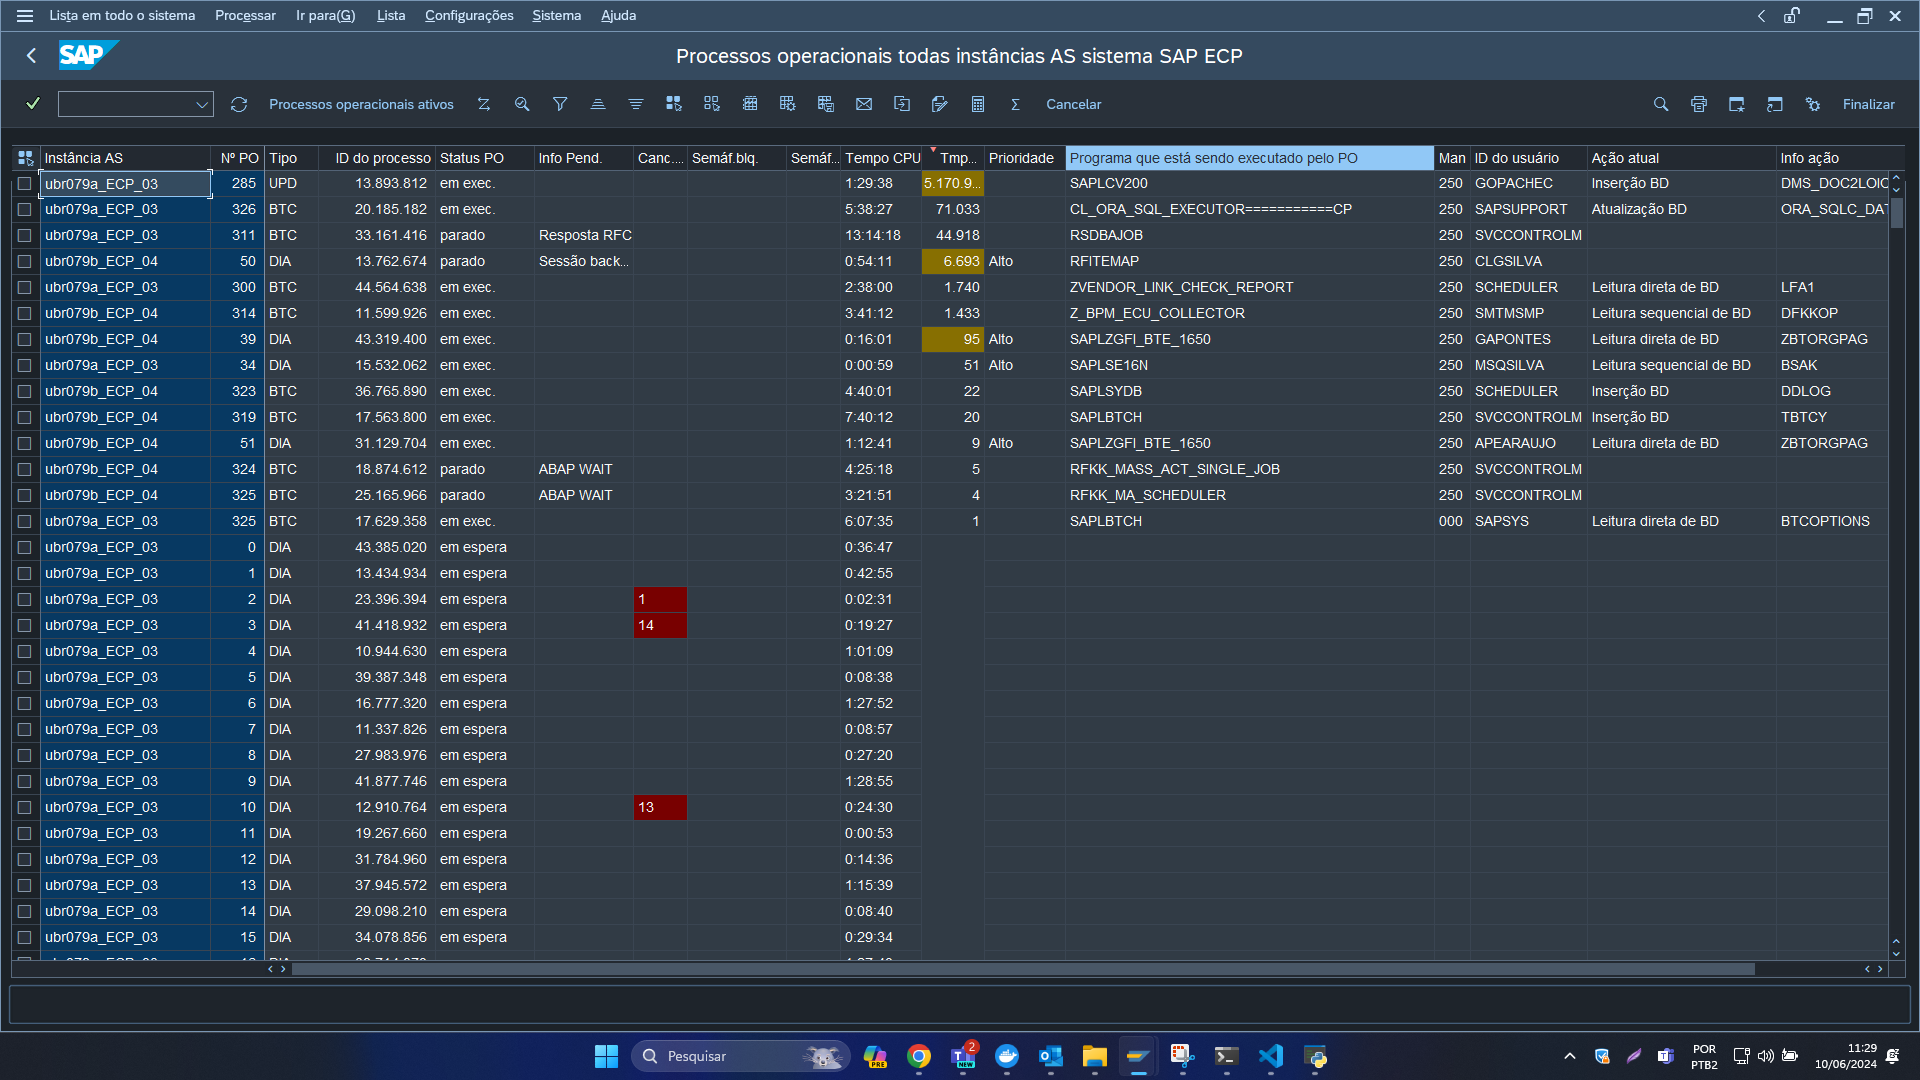 Lista em todo o sistema Processar Ir para(G) Lista Configurações Sistema Ajuda
SAP Processos operacionais todas instâncias AS sistema SAP ECP
Processos operacionais ativos Cancelar Finalizar
Instância AS Nº PO Tipo ID do processo Status PO Info Pend. Canc.... Semáf.blq. Semáf... Tempo CPU Tmp... Prioridade Programa que está sendo executado pelo PO Man ID do usuário Ação atual Info ação
ubr079a_ECP_03 285 UPD 13.893.812 em exec. 1:29:38 5.170.9... SAPLCV200 250 GOPACHEC Inserção BD DMS_DOC2LOIO
ubr079a_ECP_03 326 BTC 20.185.182 em exec. 5:38:27 71.033 CL_ORA_SQL_EXECUTOR===========CP 250 SAPSUPPORT Atualização BD ORA_SQLC_DAT
ubr079a_ECP_03 311 BTC 33.161.416 parado Resposta RFC 13:14:18 44.918 RSDBAJOB 250 SVCCONTROLM
ubr079b_ECP_04 50 DIA 13.762.674 parado Sessão back... 0:54:11 6.693 Alto RFITEMAP 250 CLGSILVA
ubr079a_ECP_03 300 BTC 44.564.638 em exec. 2:38:00 1.740 ZVENDOR_LINK_CHECK_REPORT 250 SCHEDULER Leitura direta de BD LFA1
ubr079b_ECP_04 314 BTC 11.599.926 em exec. 3:41:12 1.433 Z_BPM_ECU_COLLECTOR 250 SMTMSMP Leitura sequencial de BD DFKKOP
ubr079b_ECP_04 39 DIA 43.319.400 em exec. 0:16:01 95 Alto SAPLZGFI_BTE_1650 250 GAPONTES Leitura direta de BD ZBTORGPAG
ubr079a_ECP_03 34 DIA 15.532.062 em exec. 0:00:59 51 Alto SAPLSE16N 250 MSQSILVA Leitura sequencial de BD BSAK
ubr079b_ECP_04 323 BTC 36.765.890 em exec. 4:40:01 22 SAPLSYDB 250 SCHEDULER Inserção BD DDLOG
ubr079b_ECP_04 319 BTC 17.563.800 em exec. 7:40:12 20 SAPLBTCH 250 SVCCONTROLM Inserção BD TBTCY
ubr079b_ECP_04 51 DIA 31.129.704 em exec. 1:12:41 9 Alto SAPLZGFI_BTE_1650 250 APEARAUJO Leitura direta de BD ZBTORGPAG
ubr079b_ECP_04 324 BTC 18.874.612 parado ABAP WAIT 4:25:18 5 RFKK_MASS_ACT_SINGLE_JOB 250 SVCCONTROLM
ubr079b_ECP_04 325 BTC 25.165.966 parado ABAP WAIT 3:21:51 4 RFKK_MA_SCHEDULER 250 SVCCONTROLM
ubr079a_ECP_03 325 BTC 17.629.358 em exec. 6:07:35 1 SAPLBTCH 000 SAPSYS Leitura direta de BD BTCOPTIONS
ubr079a_ECP_03 0 DIA 43.385.020 em espera 0:36:47
ubr079a_ECP_03 1 DIA 13.434.934 em espera 0:42:55
ubr079a_ECP_03 2 DIA 23.396.394 em espera 1 0:02:31
ubr079a_ECP_03 3 DIA 41.418.932 em espera 14 0:19:27
ubr079a_ECP_03 4 DIA 10.944.630 em espera 1:01:09
ubr079a_ECP_03 5 DIA 39.387.348 em espera 0:08:38
ubr079a_ECP_03 6 DIA 16.777.320 em espera 1:27:52
ubr079a_ECP_03 7 DIA 11.337.826 em espera 0:08:57
ubr079a_ECP_03 8 DIA 27.983.976 em espera 0:27:20
ubr079a_ECP_03 9 DIA 41.877.746 em espera 1:28:55
ubr079a_ECP_03 10 DIA 12.910.764 em espera 13 0:24:30
ubr079a_ECP_03 11 DIA 19.267.660 em espera 0:00:53
ubr079a_ECP_03 12 DIA 31.784.960 em espera 0:14:36
ubr079a_ECP_03 13 DIA 37.945.572 em espera 1:15:39
ubr079a_ECP_03 14 DIA 29.098.210 em espera 0:08:40
ubr079a_ECP_03 15 DIA 34.078.856 em espera 0:29:34
Pesquisar PRE 2 NEW POR 11:29
PTB2 10/06/2024